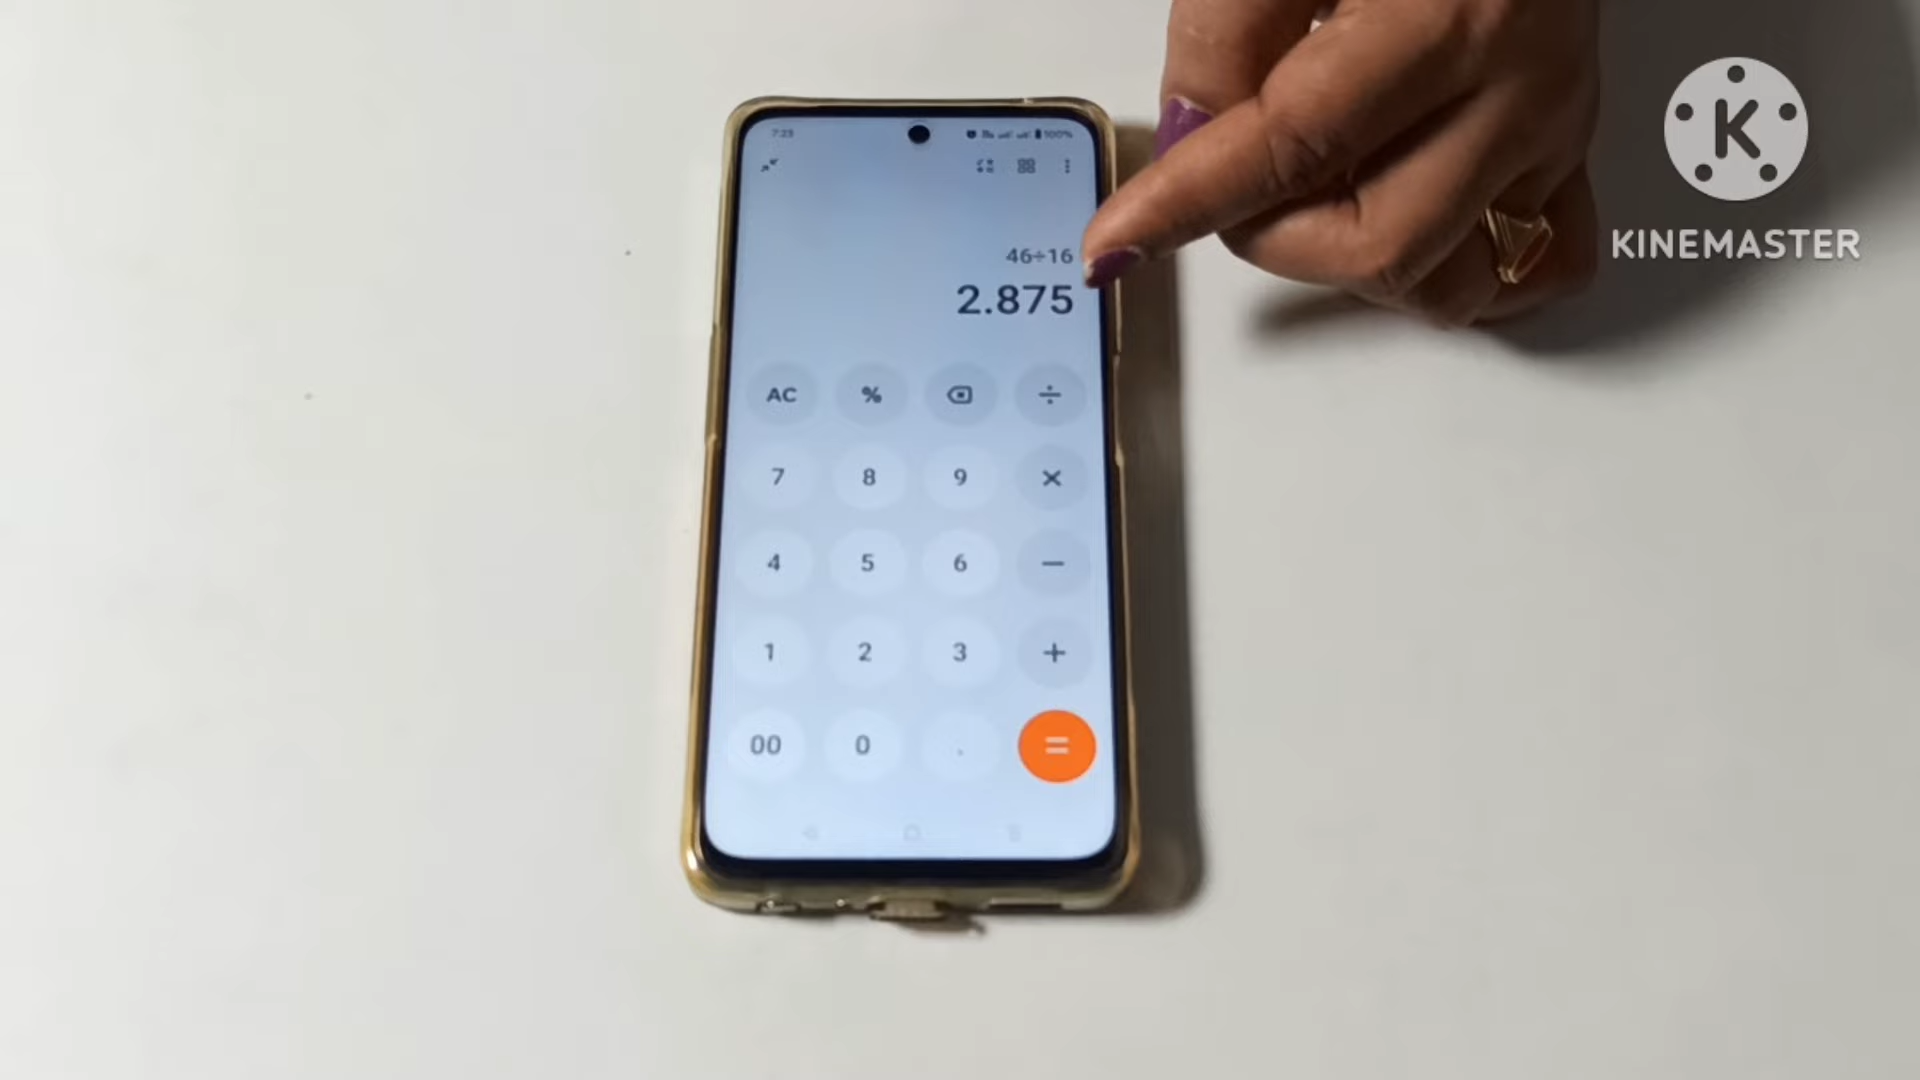 7:23
100%
46÷16
2.875
AC % ÷
7 8 9 ×
4 5 6 −
1 2 3 +
00 0 . =
K
KINEMASTER